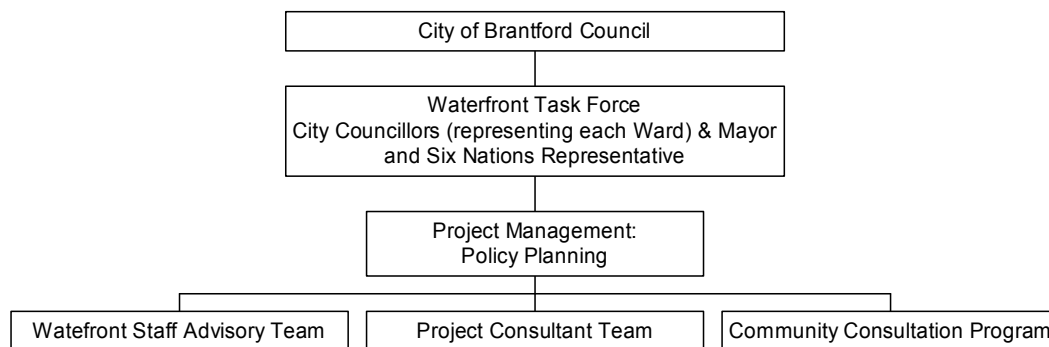 City of Brantford Council
Waterfront Task Force
City Councillors (representing each Ward) & Mayor
and Six Nations Representative
Project Management:
Policy Planning
Watefront Staff Advisory Team
Project Consultant Team
Community Consultation Program